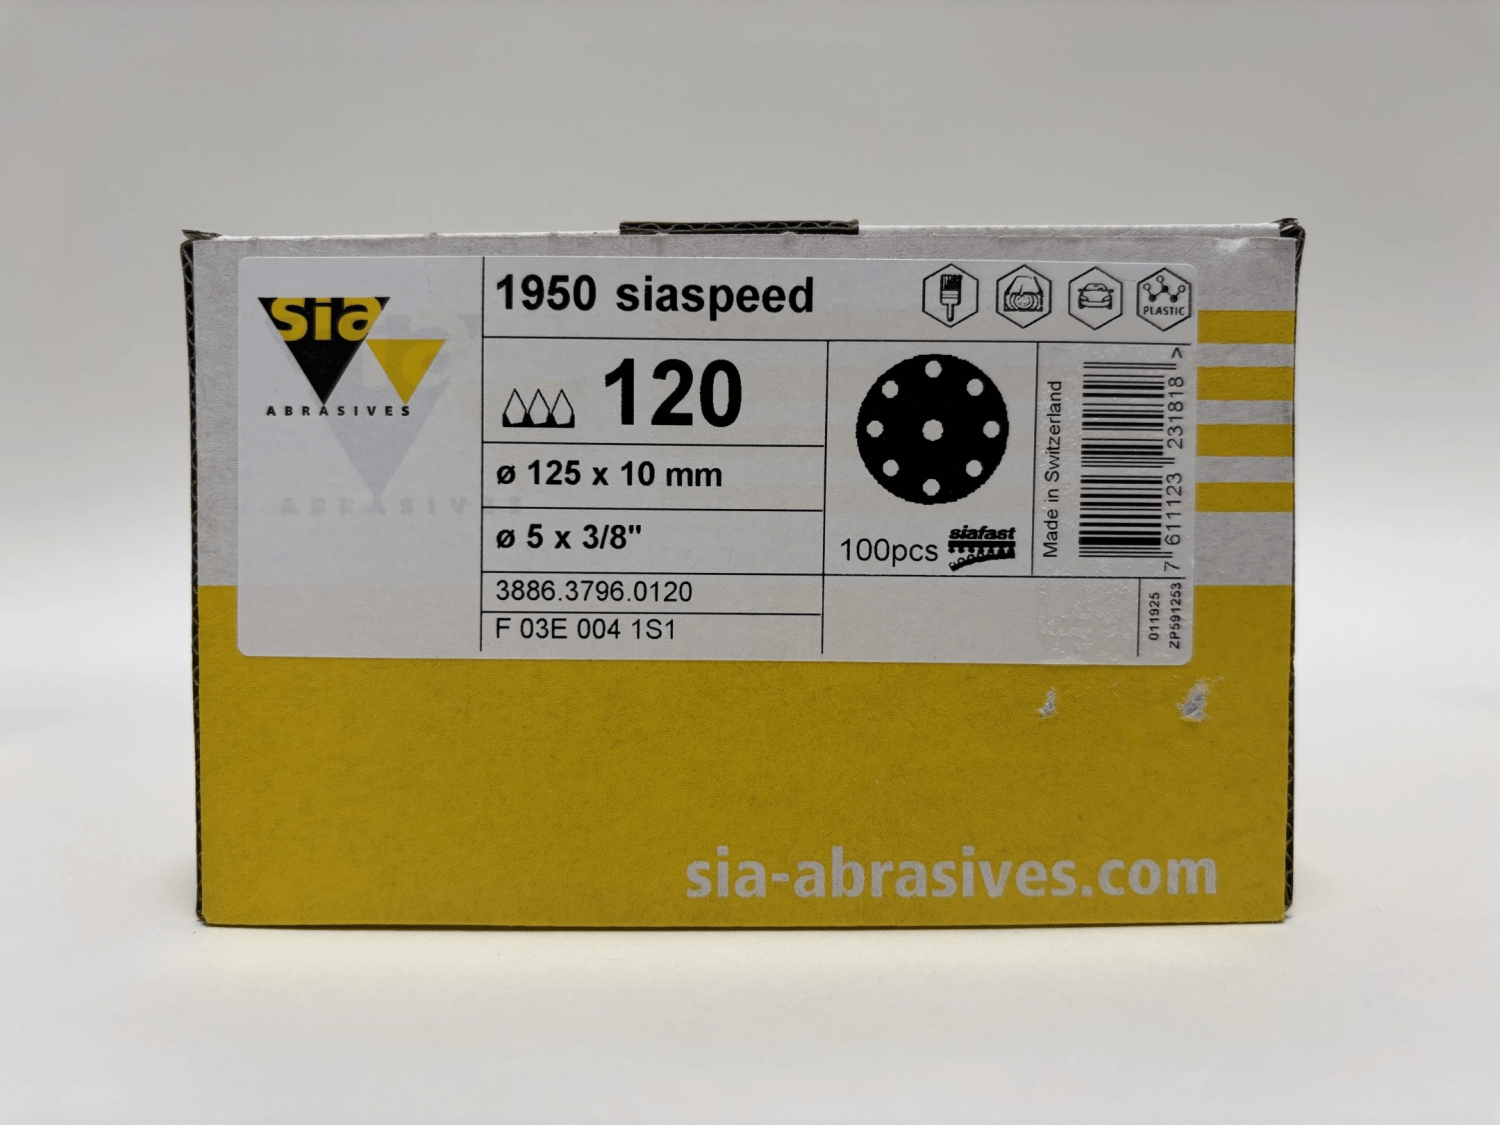 sia
ABRASIVES
1950 siaspeed
PLASTIC
120
ø 125 x 10 mm
ø 5 x 3/8"
3886.3796.0120
F 03E 004 1S1
100pcs
siafast
Made in Switzerland
7 611123 231818 >
011925
ZP591253
sia-abrasives.com